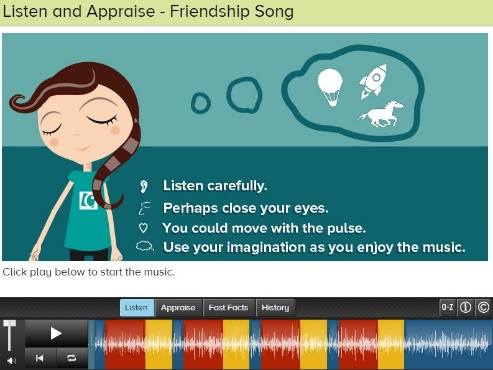 Listen and Appraise - Friendship Song
Listen carefully.
Perhaps close your eyes.
You could move with the pulse.
Use your imagination as you enjoy the music.
Click play below to start the music.
Listen Appraise Fast Facts History